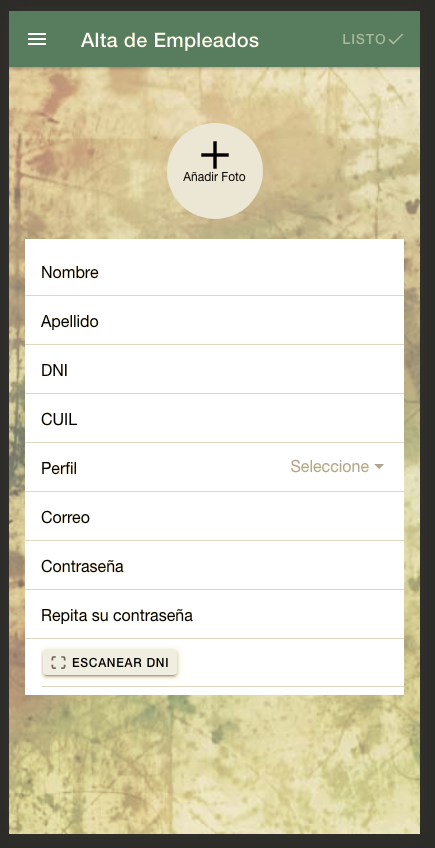 Alta de Empleados LISTO
Añadir Foto
Nombre
Apellido
DNI
CUIL
Perfil Seleccione
Correo
Contraseña
Repita su contraseña
ESCANEAR DNI